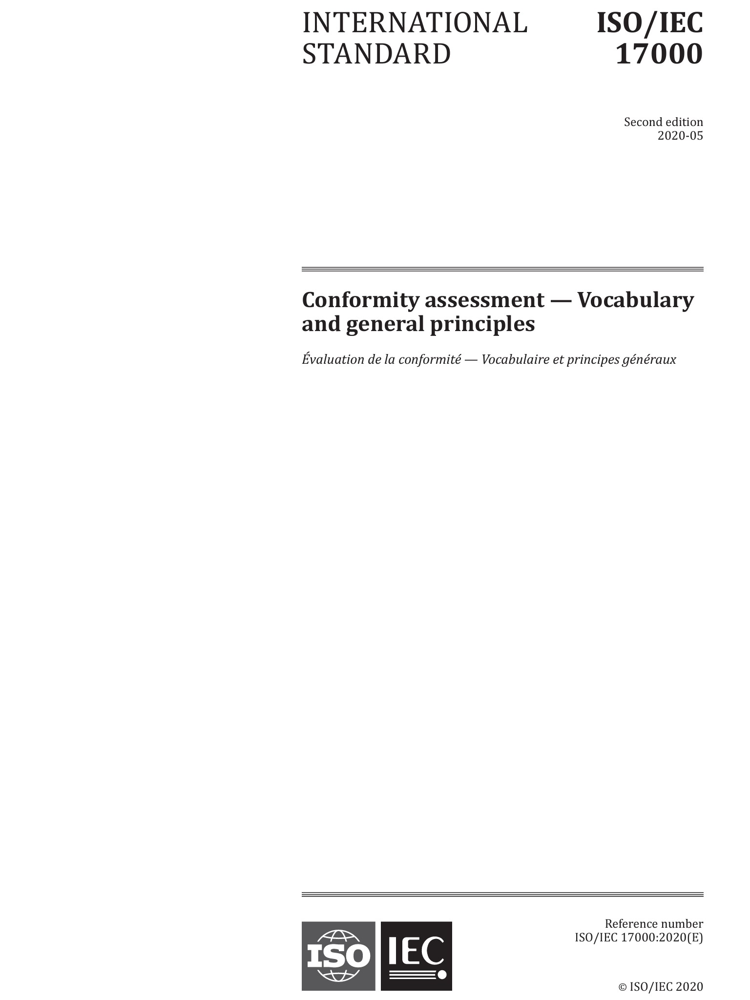 INTERNATIONAL STANDARD
ISO/IEC 17000
Second edition
2020-05
Conformity assessment — Vocabulary
and general principles
Évaluation de la conformité — Vocabulaire et principes généraux
ISO
IEC
Reference number
ISO/IEC 17000:2020(E)
© ISO/IEC 2020